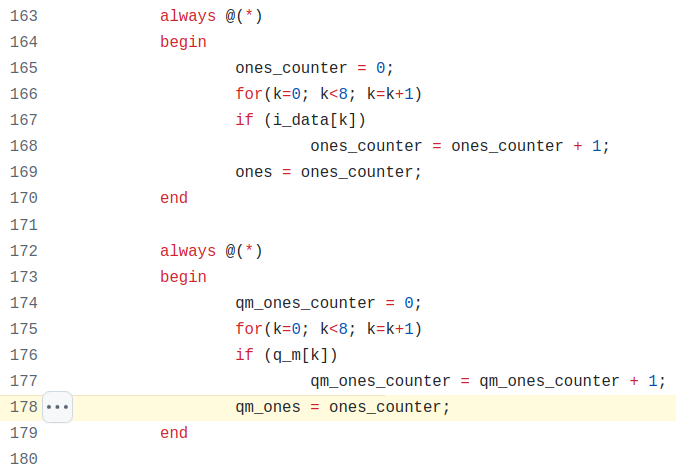 163 always @(*)
164 begin
165 ones_counter = 0;
166 for(k=0; k<8; k=k+1)
167 if (i_data[k])
168 ones_counter = ones_counter + 1;
169 ones = ones_counter;
170 end
171
172 always @(*)
173 begin
174 qm_ones_counter = 0;
175 for(k=0; k<8; k=k+1)
176 if (q_m[k])
177 qm_ones_counter = qm_ones_counter + 1;
178 qm_ones = ones_counter;
179 end
180